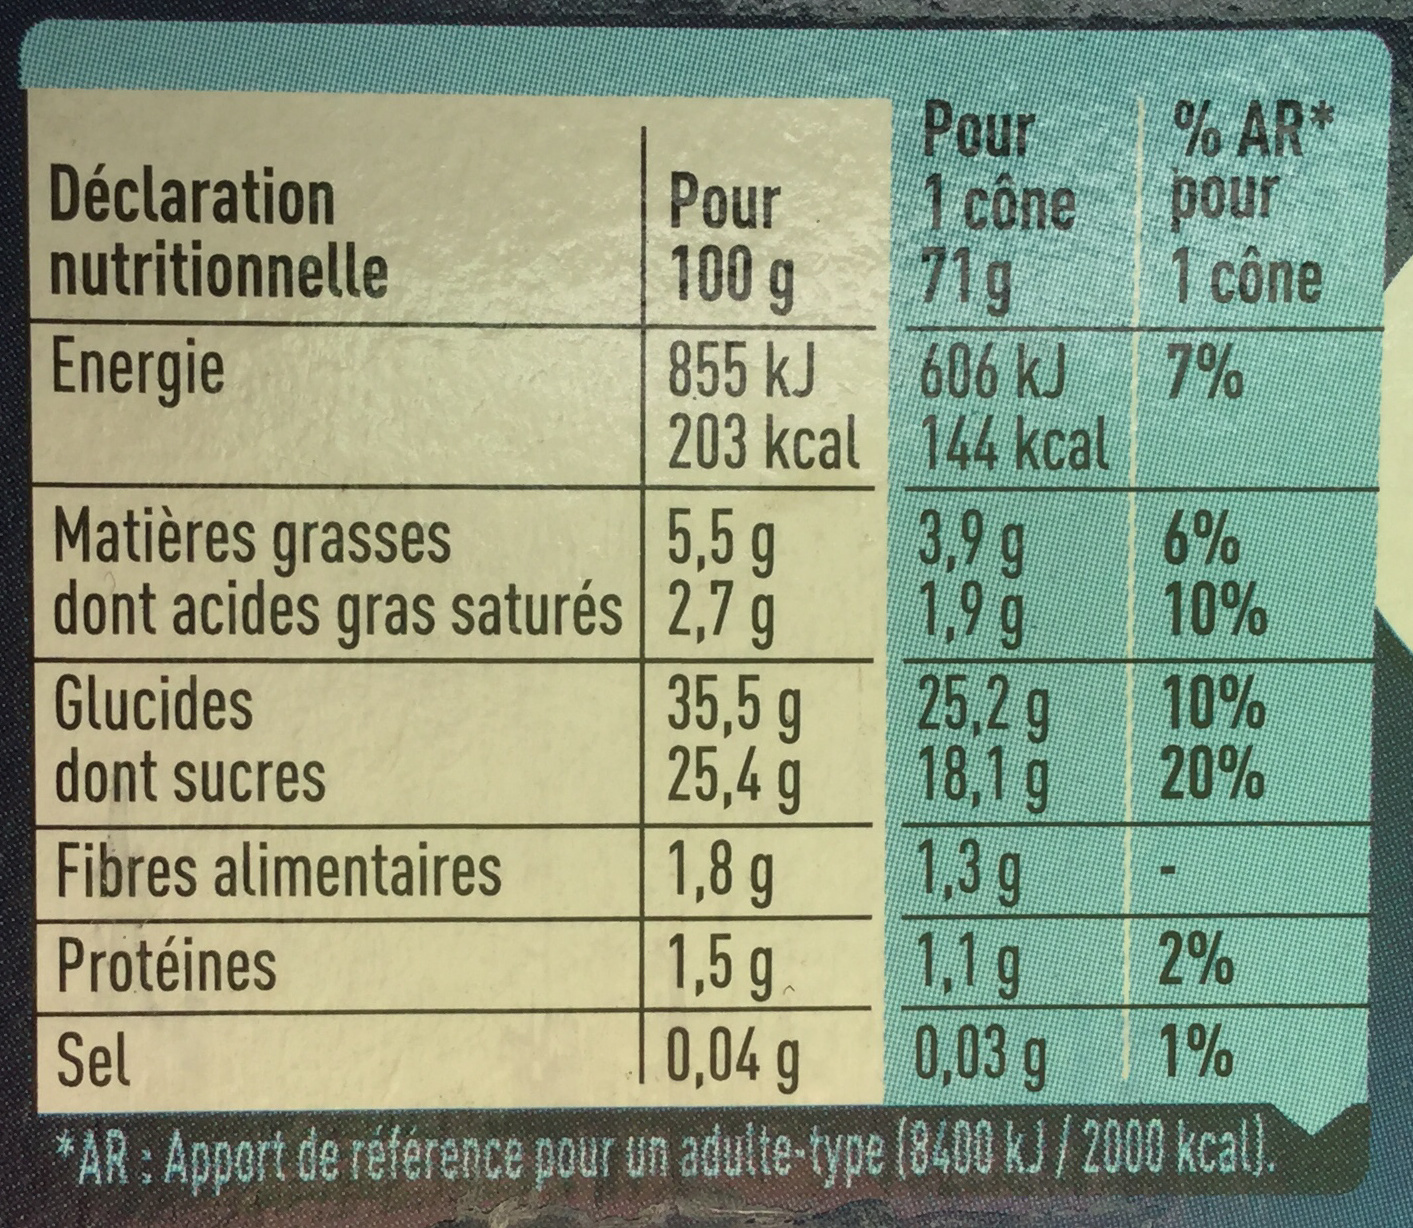 Déclaration nutritionnelle | Pour 100 g | Pour 1 cône 71 g | % AR* pour 1 cône
Energie | 855 kJ | 606 kJ | 7%
203 kcal | 144 kcal
Matières grasses | 5,5 g | 3,9 g | 6%
dont acides gras saturés | 2,7 g | 1,9 g | 10%
Glucides | 35,5 g | 25,2 g | 10%
dont sucres | 25,4 g | 18,1 g | 20%
Fibres alimentaires | 1,8 g | 1,3 g | -
Protéines | 1,5 g | 1,1 g | 2%
Sel | 0,04 g | 0,03 g | 1%
*AR : Apport de référence pour un adulte-type (8400 kJ / 2000 kcal).